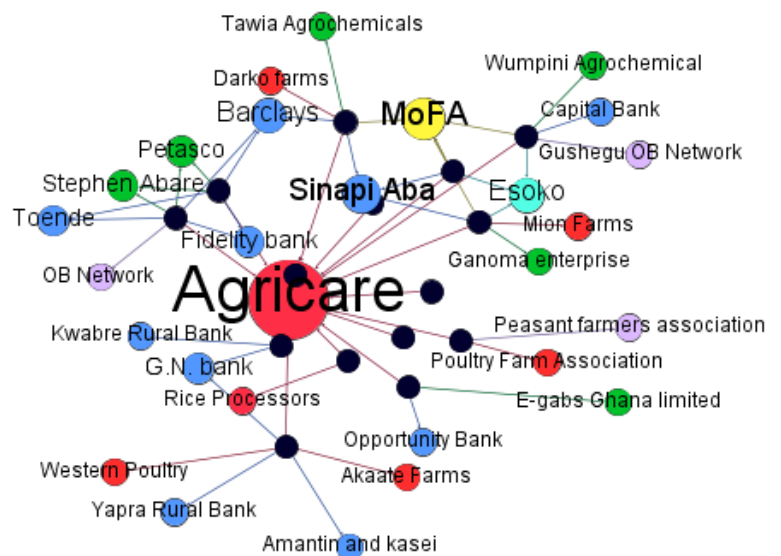 Tawia Agrochemicals
Wumpini Agrochemical
Darko farms
Barclays
MoFA
Capital Bank
Petasco
Gushegu OB Network
Stephen Abare
Sinapi Aba
Esoko
Toende
Fidelity bank
Mion Farms
OB Network
Ganoma enterprise
Agricare
Kwabre Rural Bank
Peasant farmers association
G.N. bank
Poultry Farm Association
Rice Processors
E-gabs Ghana limited
Opportunity Bank
Western Poultry
Akaate Farms
Yapra Rural Bank
Amantin and kasei